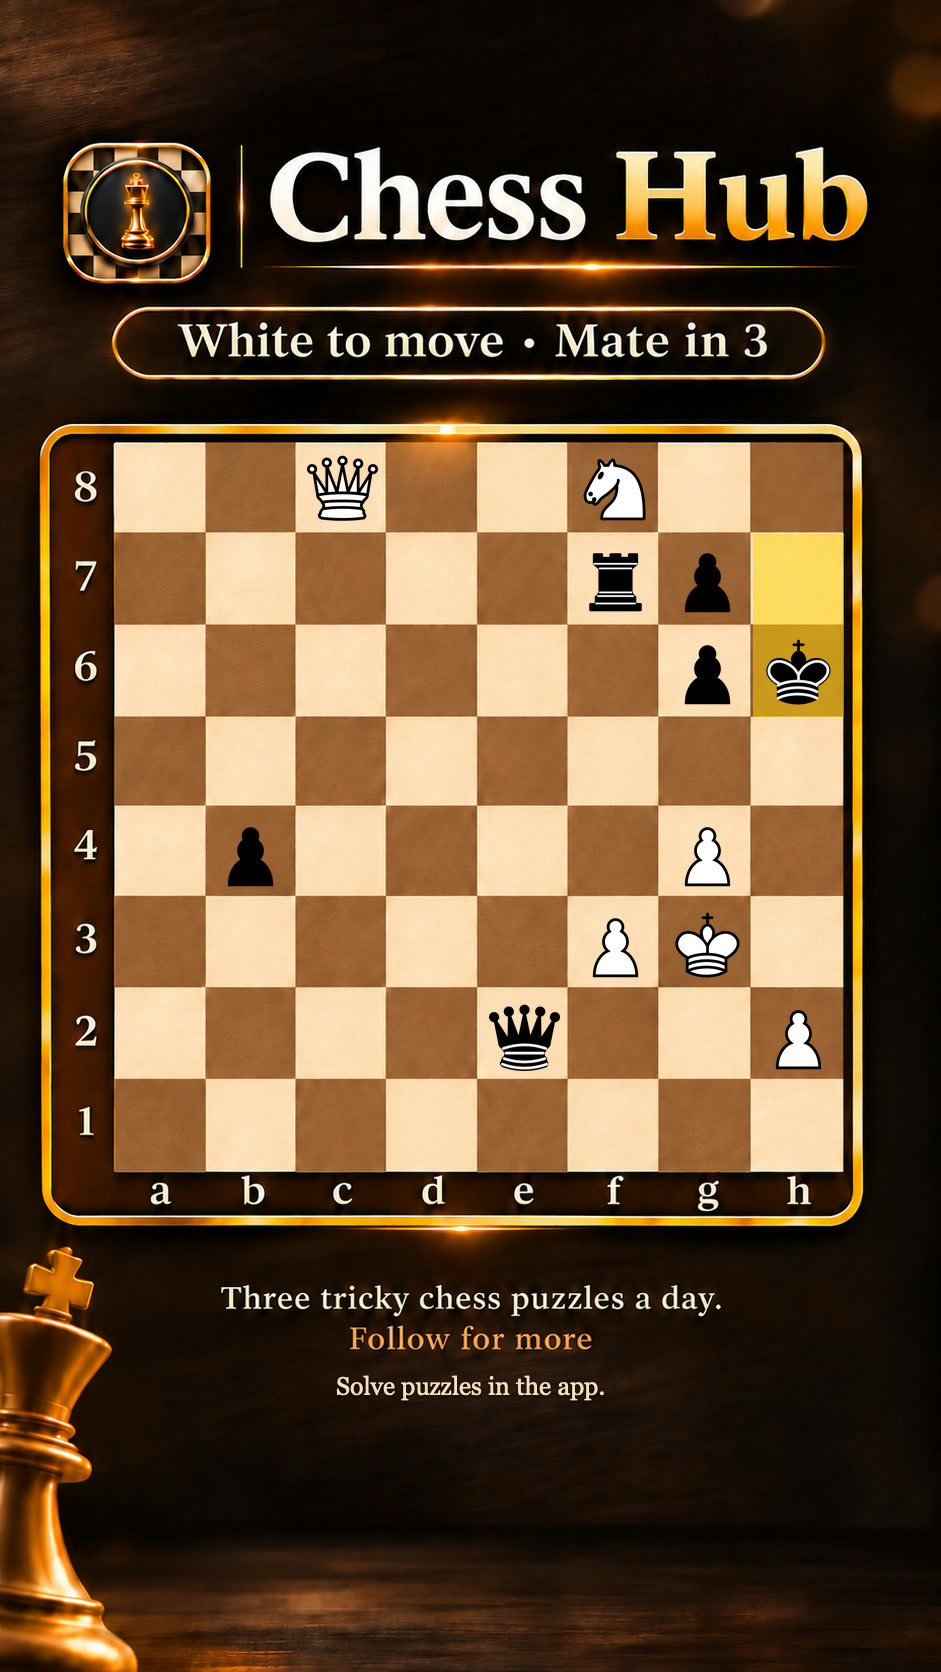 Chess Hub
White to move • Mate in 3
8
7
6
5
4
3
2
1
a b c d e f g h
Three tricky chess puzzles a day.
Follow for more
Solve puzzles in the app.